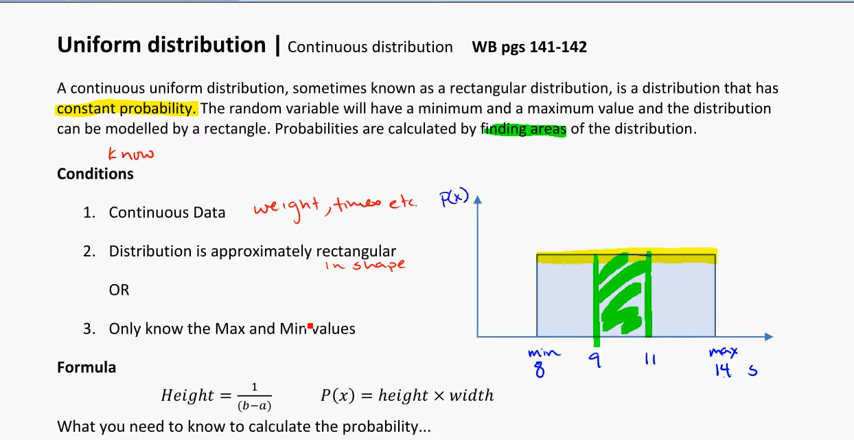 Uniform distribution | Continuous distribution WB pgs 141-142
A continuous uniform distribution, sometimes known as a rectangular distribution, is a distribution that has
constant probability. The random variable will have a minimum and a maximum value and the distribution
can be modelled by a rectangle. Probabilities are calculated by finding areas of the distribution.
know
Conditions
1. Continuous Data weight, times etc.
P(x)
2. Distribution is approximately rectangular
in shape
OR
3. Only know the Max and Min values
min 9 11 max
8 14 s
Formula
Height = 1/(b−a) P(x) = height × width
What you need to know to calculate the probability...